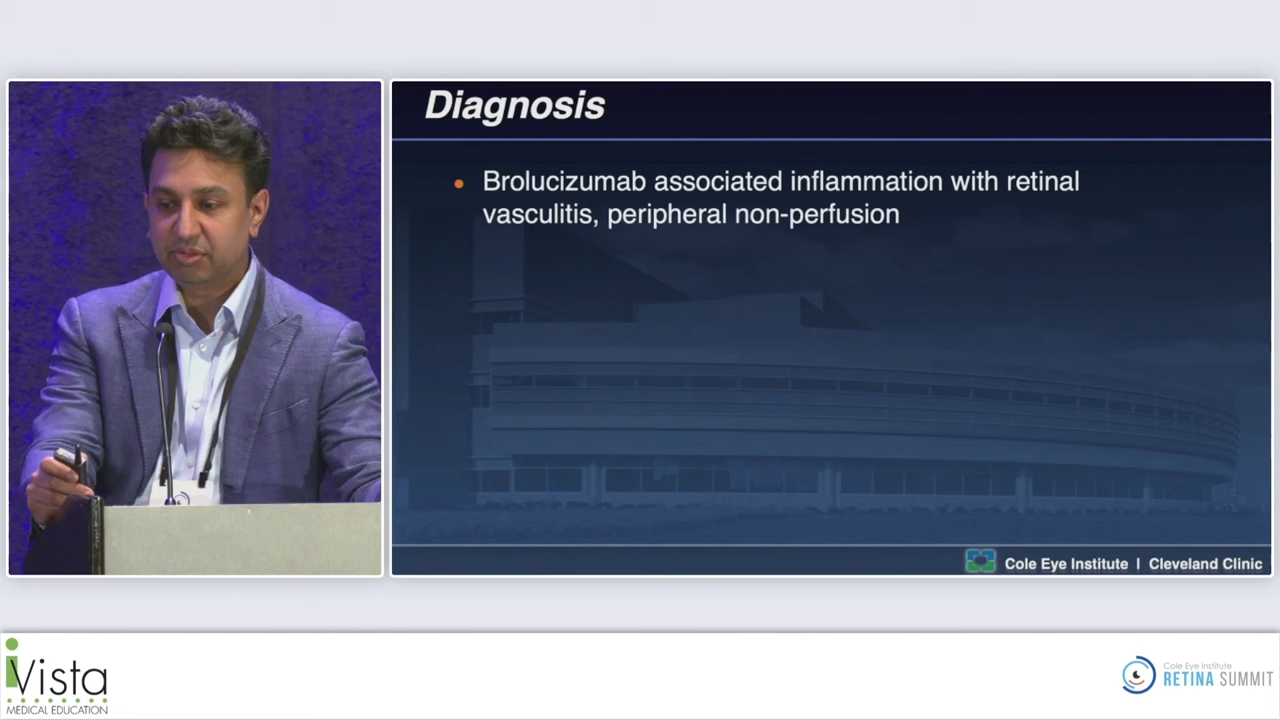 Diagnosis
• Brolucizumab associated inflammation with retinal
vasculitis, peripheral non-perfusion
Cole Eye Institute | Cleveland Clinic
iVista
MEDICAL EDUCATION
Cole Eye Institute
RETINA SUMMIT